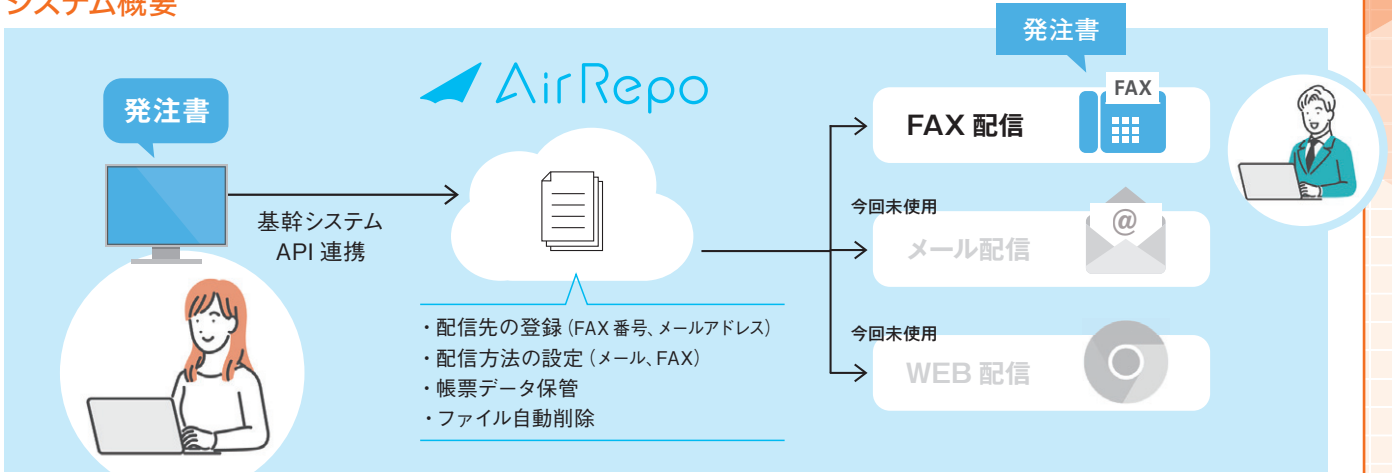 システム概要
発注書
発注書
AirRepo
FAX
FAX 配信
基幹システム
API 連携
今回未使用
@
メール配信
・配信先の登録(FAX 番号、メールアドレス)
・配信方法の設定(メール、FAX)
・帳票データ保管
・ファイル自動削除
今回未使用
WEB 配信